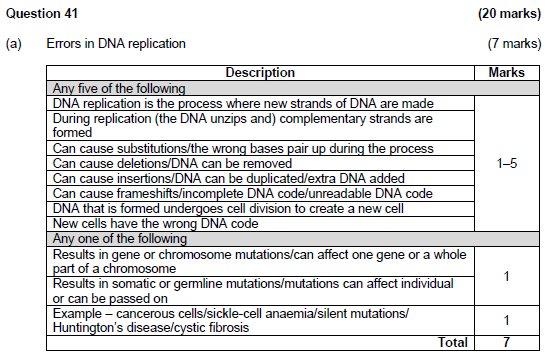 Question 41 (20 marks)
(a) Errors in DNA replication (7 marks)
Description Marks
Any five of the following
DNA replication is the process where new strands of DNA are made
During replication (the DNA unzips and) complementary strands are
formed
Can cause substitutions/the wrong bases pair up during the process
Can cause deletions/DNA can be removed
Can cause insertions/DNA can be duplicated/extra DNA added
Can cause frameshifts/incomplete DNA code/unreadable DNA code
DNA that is formed undergoes cell division to create a new cell
New cells have the wrong DNA code
1–5
Any one of the following
Results in gene or chromosome mutations/can affect one gene or a whole
part of a chromosome
Results in somatic or germline mutations/mutations can affect individual
or can be passed on
1
Example – cancerous cells/sickle-cell anaemia/silent mutations/
Huntington's disease/cystic fibrosis
1
Total 7